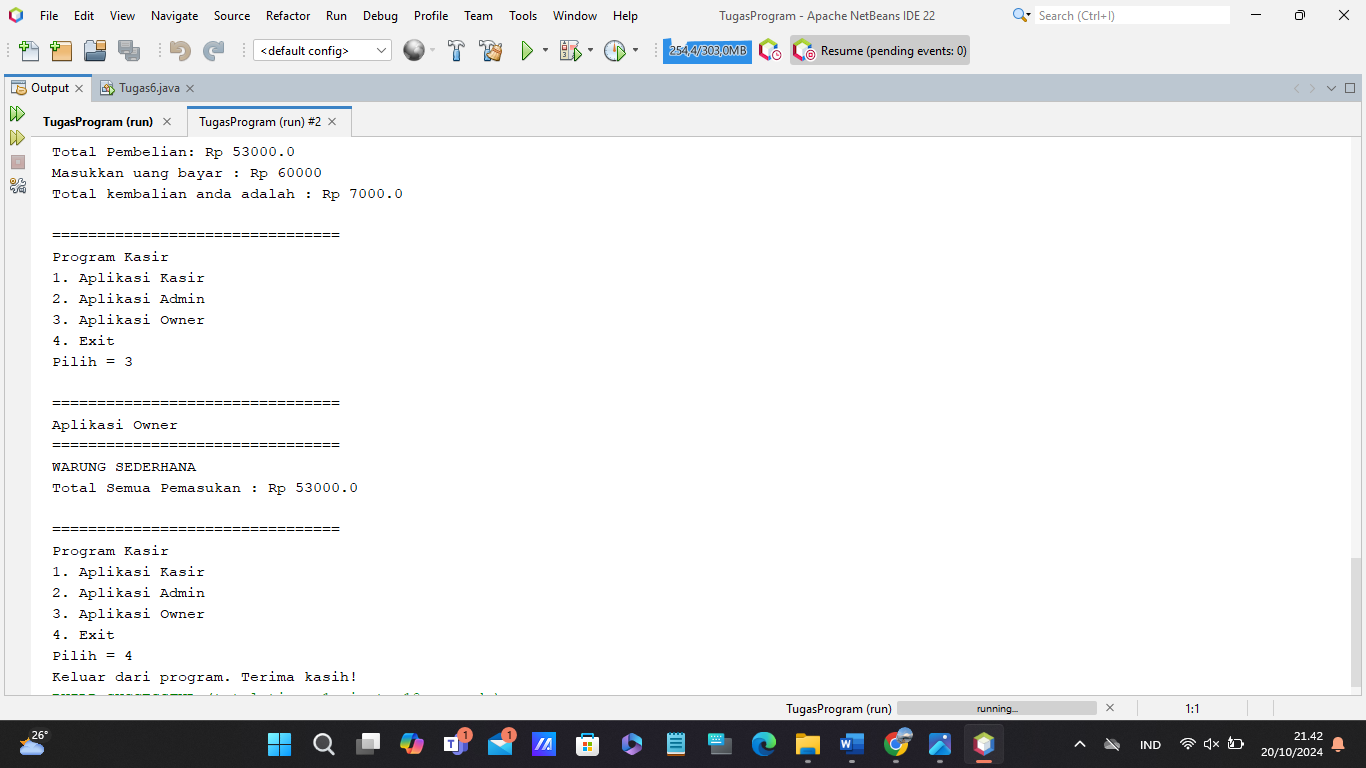 File Edit View Navigate Source Refactor Run Debug Profile Team Tools Window Help TugasProgram - Apache NetBeans IDE 22 Search (Ctrl+I)
<default config> 254,4/303,0MB Resume (pending events: 0)
Output Tugas6.java
TugasProgram (run) TugasProgram (run) #2
Total Pembelian: Rp 53000.0
Masukkan uang bayar : Rp 60000
Total kembalian anda adalah : Rp 7000.0
================================
Program Kasir
1. Aplikasi Kasir
2. Aplikasi Admin
3. Aplikasi Owner
4. Exit
Pilih = 3
================================
Aplikasi Owner
================================
WARUNG SEDERHANA
Total Semua Pemasukan : Rp 53000.0
================================
Program Kasir
1. Aplikasi Kasir
2. Aplikasi Admin
3. Aplikasi Owner
4. Exit
Pilih = 4
Keluar dari program. Terima kasih!
TugasProgram (run) running... 1:1
26° 1 1 IND 21.42
20/10/2024